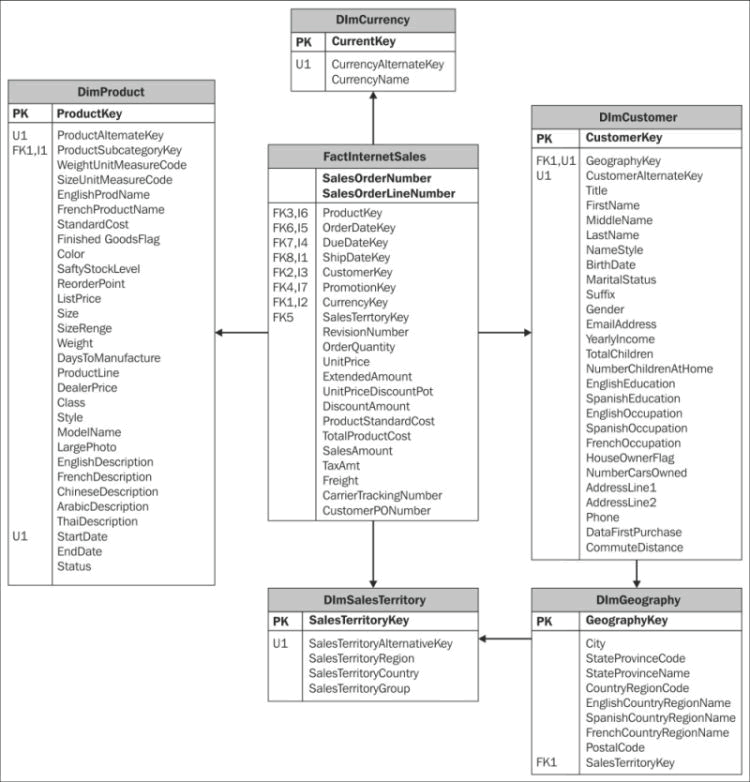 DImCurrency
PK CurrentKey
U1 CurrencyAlternateKey
CurrencyName
DimProduct
PK ProductKey
U1 ProductAlternateKey
FK1,I1 ProductSubcategoryKey
WeightUnitMeasureCode
SizeUnitMeasureCode
EnglishProdName
FrenchProductName
StandardCost
Finished GoodsFlag
Color
SaftyStockLevel
ReorderPoint
ListPrice
Size
SizeRenge
Weight
DaysToManufacture
ProductLine
DealerPrice
Class
Style
ModelName
LargePhoto
EnglishDescription
FrenchDescription
ChineseDescription
ArabicDescription
ThaiDescription
U1 StartDate
EndDate
Status
FactInternetSales
SalesOrderNumber
SalesOrderLineNumber
FK3,I6 ProductKey
FK6,I5 OrderDateKey
FK7,I4 DueDateKey
FK8,I1 ShipDateKey
FK2,I3 CustomerKey
FK4,I7 PromotionKey
FK1,I2 CurrencyKey
FK5 SalesTerrtoryKey
RevisionNumber
OrderQuantity
UnitPrice
ExtendedAmount
UnitPriceDiscountPot
DiscountAmount
ProductStandardCost
TotalProductCost
SalesAmount
TaxAmt
Freight
CarrierTrackingNumber
CustomerPONumber
DImCustomer
PK CustomerKey
FK1,U1 GeographyKey
U1 CustomerAlternateKey
Title
FirstName
MiddleName
LastName
NameStyle
BirthDate
MaritalStatus
Suffix
Gender
EmailAddress
YearlyIncome
TotalChildren
NumberChildrenAtHome
EnglishEducation
SpanishEducation
EnglishOccupation
SpanishOccupation
FrenchOccupation
HouseOwnerFlag
NumberCarsOwned
AddressLine1
AddressLine2
Phone
DataFirstPurchase
CommuteDistance
DImSalesTerritory
PK SalesTerritoryKey
U1 SalesTerritoryAlternativeKey
SalesTerritoryRegion
SalesTerritoryCountry
SalesTerritoryGroup
DImGeography
PK GeographyKey
City
StateProvinceCode
StateProvinceName
CountryRegionCode
EnglishCountryRegionName
SpanishCountryRegionName
FrenchCountryRegionName
PostalCode
FK1 SalesTerritoryKey